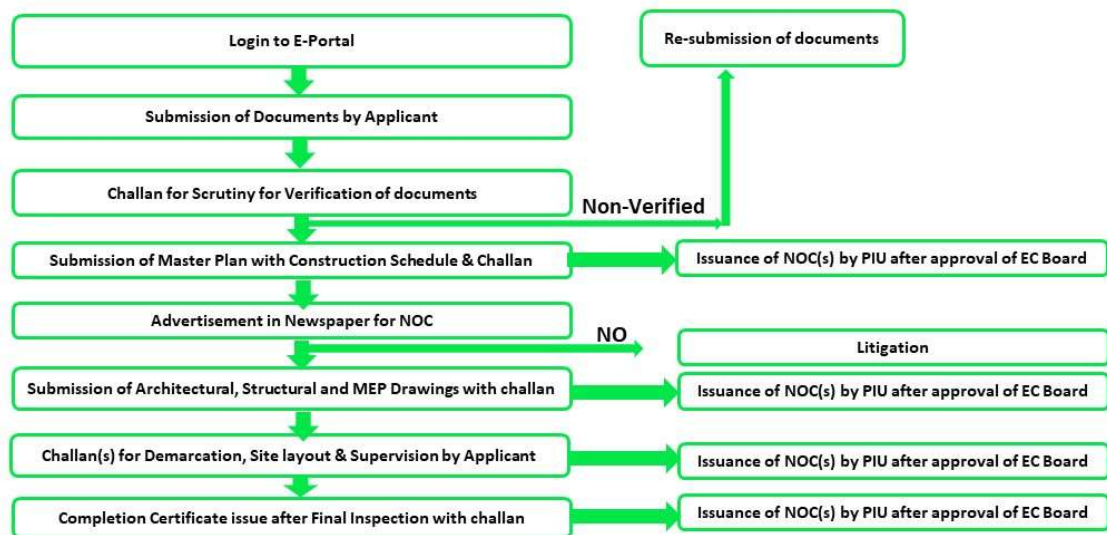 Login to E-Portal
Re-submission of documents
Submission of Documents by Applicant
Challan for Scrutiny for Verification of documents
Non-Verified
Submission of Master Plan with Construction Schedule & Challan
Issuance of NOC(s) by PIU after approval of EC Board
Advertisement in Newspaper for NOC
NO
Litigation
Submission of Architectural, Structural and MEP Drawings with challan
Issuance of NOC(s) by PIU after approval of EC Board
Challan(s) for Demarcation, Site layout & Supervision by Applicant
Issuance of NOC(s) by PIU after approval of EC Board
Completion Certificate issue after Final Inspection with challan
Issuance of NOC(s) by PIU after approval of EC Board